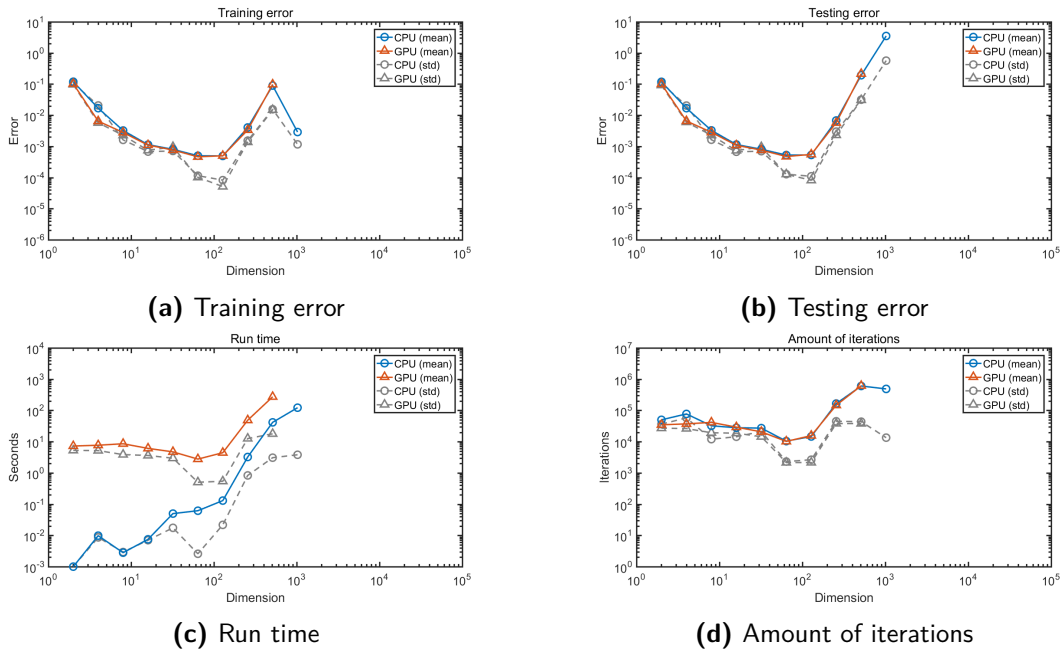 Training error
10^1
10^0
10^-1
10^-2
10^-3
10^-4
10^-5
10^-6
Error
10^0 10^1 10^2 10^3 10^4 10^5
Dimension
CPU (mean)
GPU (mean)
CPU (std)
GPU (std)
(a) Training error
Testing error
10^1
10^0
10^-1
10^-2
10^-3
10^-4
10^-5
10^-6
Error
10^0 10^1 10^2 10^3 10^4 10^5
Dimension
CPU (mean)
GPU (mean)
CPU (std)
GPU (std)
(b) Testing error
Run time
10^4
10^3
10^2
10^1
10^0
10^-1
10^-2
10^-3
Seconds
10^0 10^1 10^2 10^3 10^4 10^5
Dimension
CPU (mean)
GPU (mean)
CPU (std)
GPU (std)
(c) Run time
Amount of iterations
10^7
10^6
10^5
10^4
10^3
10^2
10^1
10^0
Iterations
10^0 10^1 10^2 10^3 10^4 10^5
Dimension
CPU (mean)
GPU (mean)
CPU (std)
GPU (std)
(d) Amount of iterations